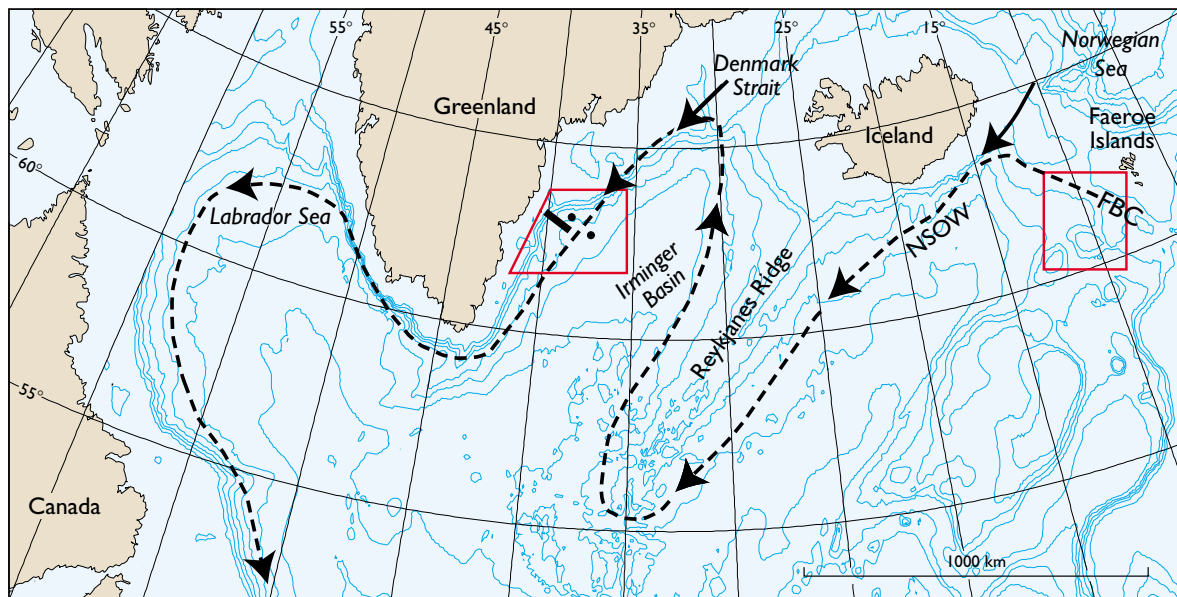 55°
45°
35°
25°
15°
Norwegian
Sea
Denmark
Strait
Greenland
Iceland
Faeroe
Islands
60°
Labrador Sea
FBC
NSOW
Irminger
Basin
Reykjanes Ridge
55°
Canada
1000 km